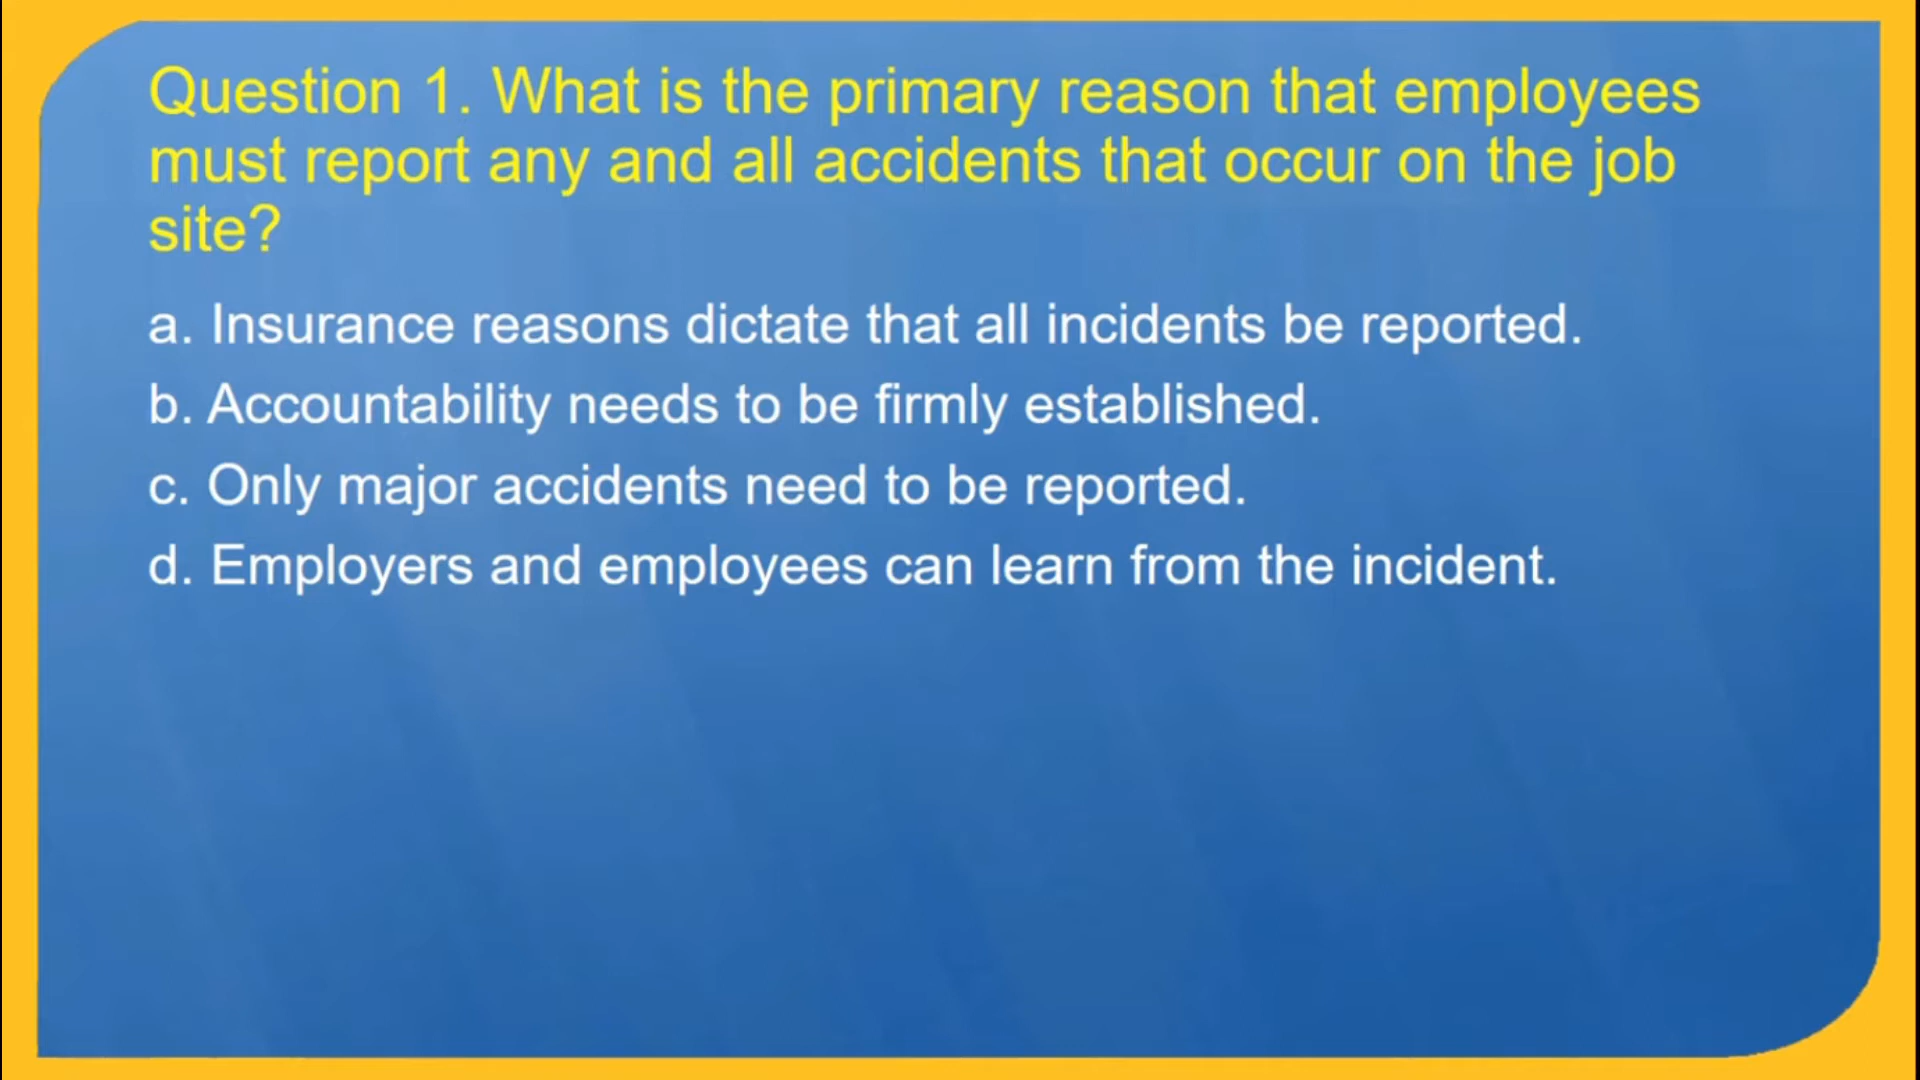 Question 1. What is the primary reason that employees
must report any and all accidents that occur on the job
site?
a. Insurance reasons dictate that all incidents be reported.
b. Accountability needs to be firmly established.
c. Only major accidents need to be reported.
d. Employers and employees can learn from the incident.